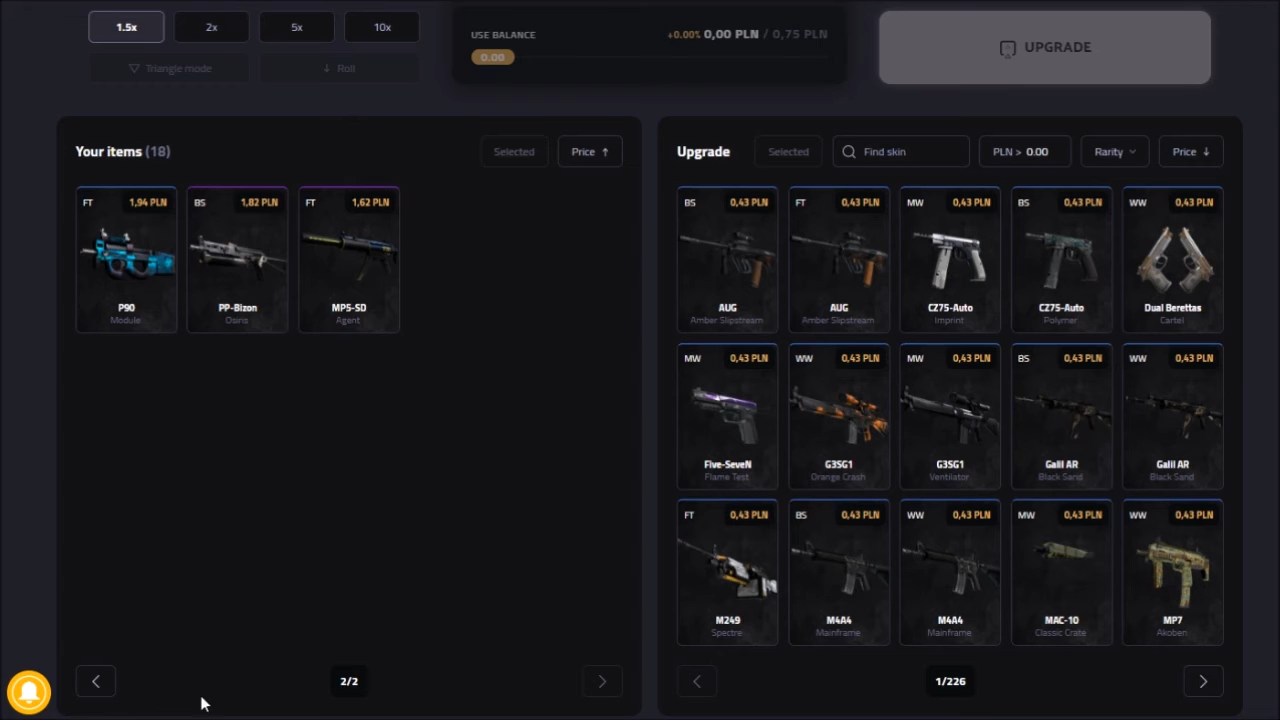 1.5x 2x 5x 10x
USE BALANCE +0.00% 0,00 PLN / 0,75 PLN
0.00
UPGRADE
Triangle mode Roll
Your items (18) Selected Price
Upgrade Selected Find skin PLN > 0.00 Rarity Price
FT 1,94 PLN BS 1,82 PLN FT 1,62 PLN
P90 PP-Bizon MP5-SD
Module Osiris Agent
BS 0,43 PLN FT 0,43 PLN MW 0,43 PLN BS 0,43 PLN WW 0,43 PLN
AUG AUG CZ75-Auto CZ75-Auto Dual Berettas
Amber Slipstream Amber Slipstream Imprint Polymer Cartel
MW 0,43 PLN WW 0,43 PLN MW 0,43 PLN BS 0,43 PLN WW 0,43 PLN
Five-SeveN G3SG1 G3SG1 Galil AR Galil AR
Flame Test Orange Crash Ventilator Black Sand Black Sand
FT 0,43 PLN BS 0,43 PLN WW 0,43 PLN MW 0,43 PLN WW 0,43 PLN
M249 M4A4 M4A4 MAC-10 MP7
Spectre Mainframe Mainframe Classic Crate Akoben
2/2
1/226